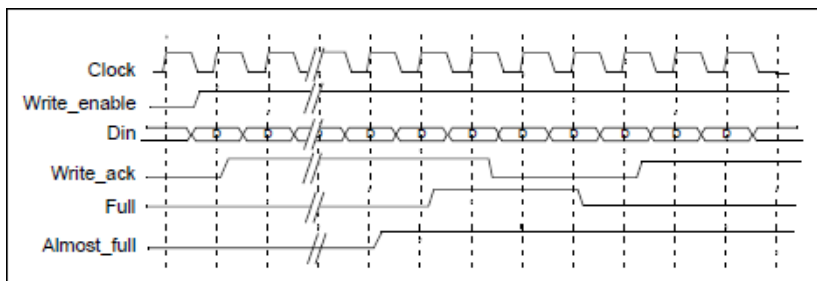 Clock
Write_enable
Din D D D D D D D D D D D
Write_ack
Full
Almost_full